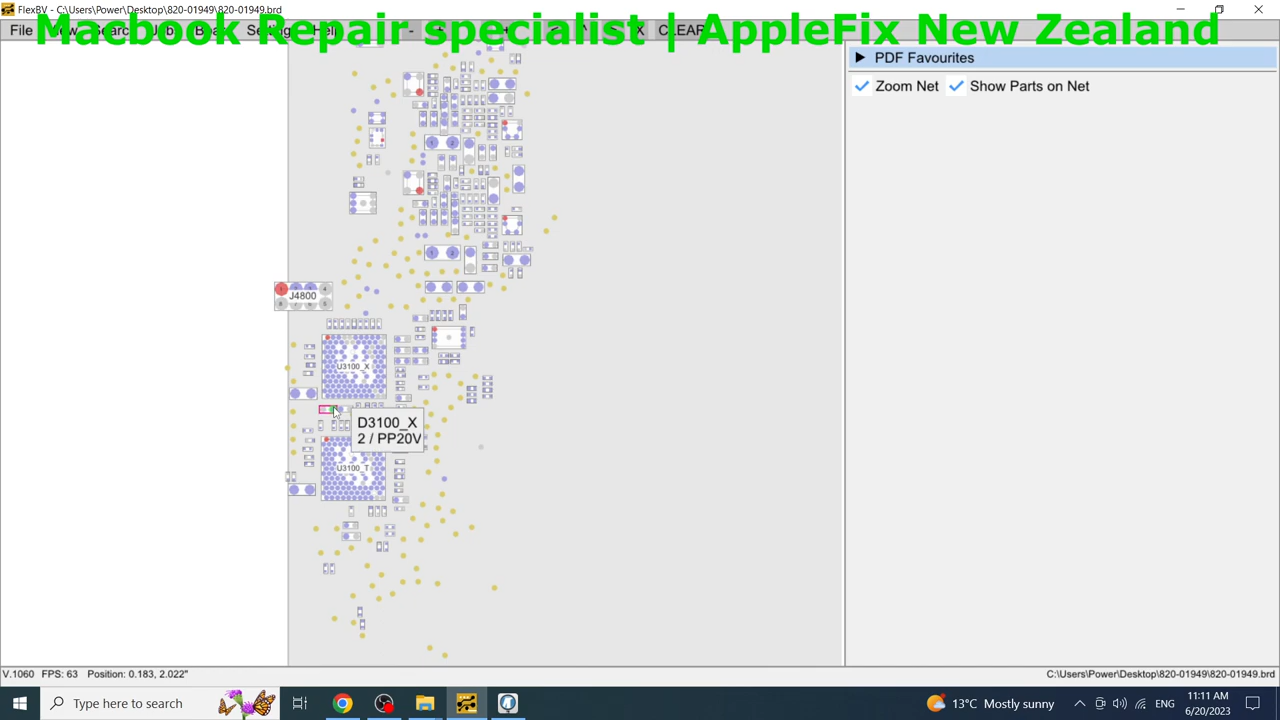 FlexBV - C:\Users\Power\Desktop\820-01949\820-01949.brd
Macbook Repair specialist | AppleFix New Zealand
File
Help
-
X
CLEAR
PDF Favourites
Zoom Net
Show Parts on Net
J4800
U3100_X
D3100_X
2 / PP20V
U3100_T
V.1060 FPS: 63 Position: 0.183, 2.022"
C:\Users\Power\Desktop\820-01949\820-01949.brd
Type here to search
13°C Mostly sunny
ENG
11:11 AM
6/20/2023